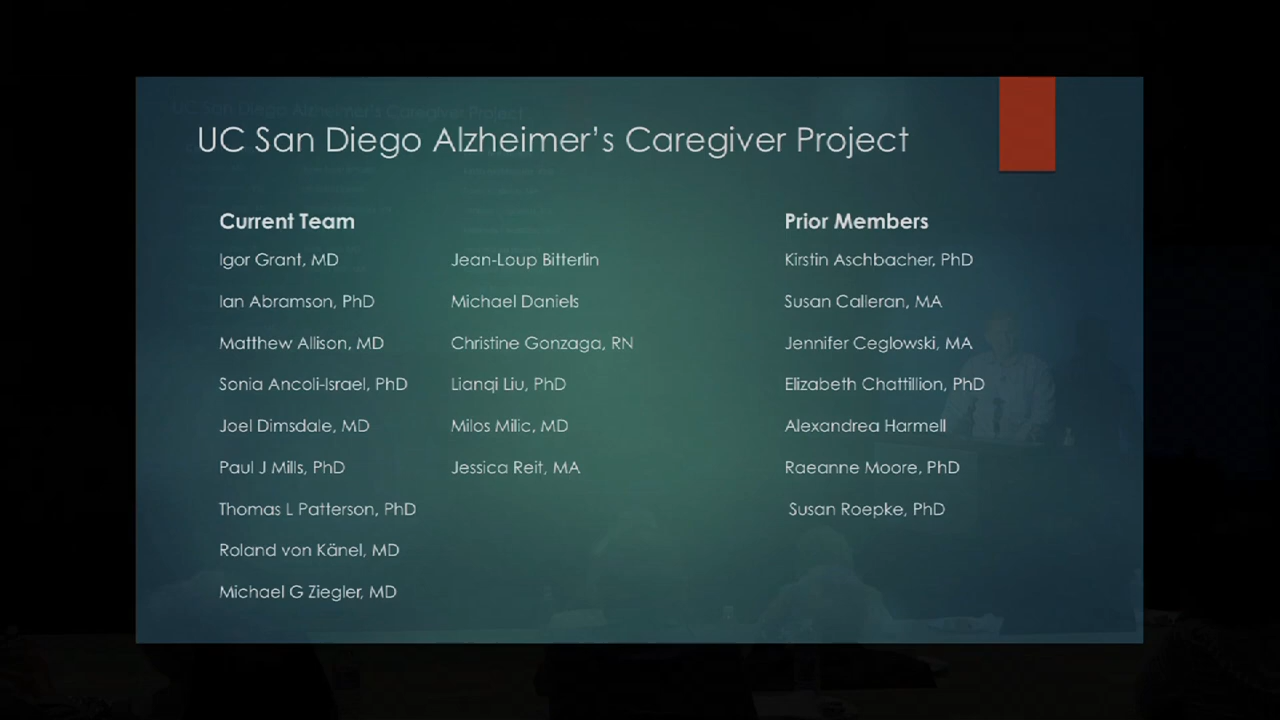 UC San Diego Alzheimer's Caregiver Project
Current Team
Igor Grant, MD
Ian Abramson, PhD
Matthew Allison, MD
Sonia Ancoli-Israel, PhD
Joel Dimsdale, MD
Paul J Mills, PhD
Thomas L Patterson, PhD
Roland von Känel, MD
Michael G Ziegler, MD
Jean-Loup Bitterlin
Michael Daniels
Christine Gonzaga, RN
Lianqi Liu, PhD
Milos Milic, MD
Jessica Reit, MA
Prior Members
Kirstin Aschbacher, PhD
Susan Calleran, MA
Jennifer Ceglowski, MA
Elizabeth Chattillion, PhD
Alexandrea Harmell
Raeanne Moore, PhD
Susan Roepke, PhD